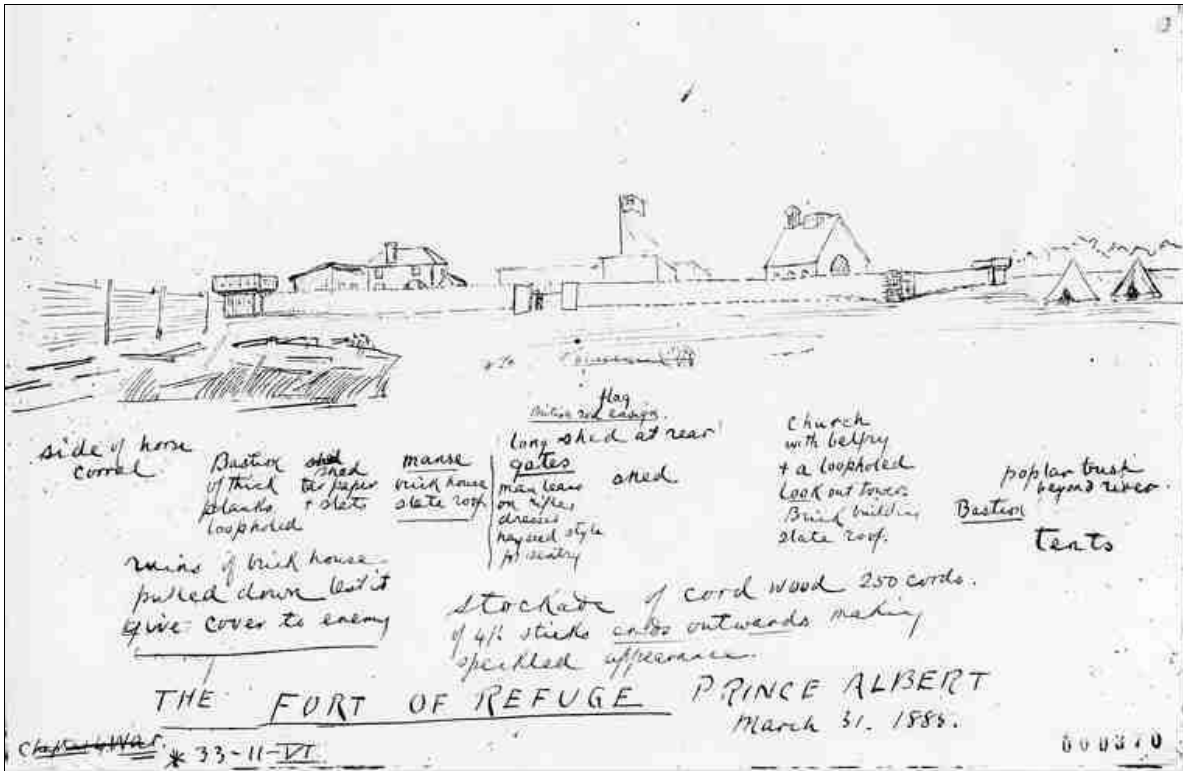 side of horse
corral
Bastion
of thick
planks
loopholed
shed
tar paper
+ slats
manse
brick house
slate roof
flag
British red ensign.
long shed at rear
gates
man leans
on rifles
dressed
hayseed style
for sentry
shed
Church
with belfry
+ a loopholed
Look out tower.
Brick building
slate roof.
Bastion
poplar bush
beyond river.
tents
ruins of brick house
pulled down lest it
give cover to enemy
stockade of cord wood 250 cords.
of 4ft sticks ends outwards making
speckled appearance.
THE FORT OF REFUGE PRINCE ALBERT
March 31. 1885.
* 33-11-VI
000370